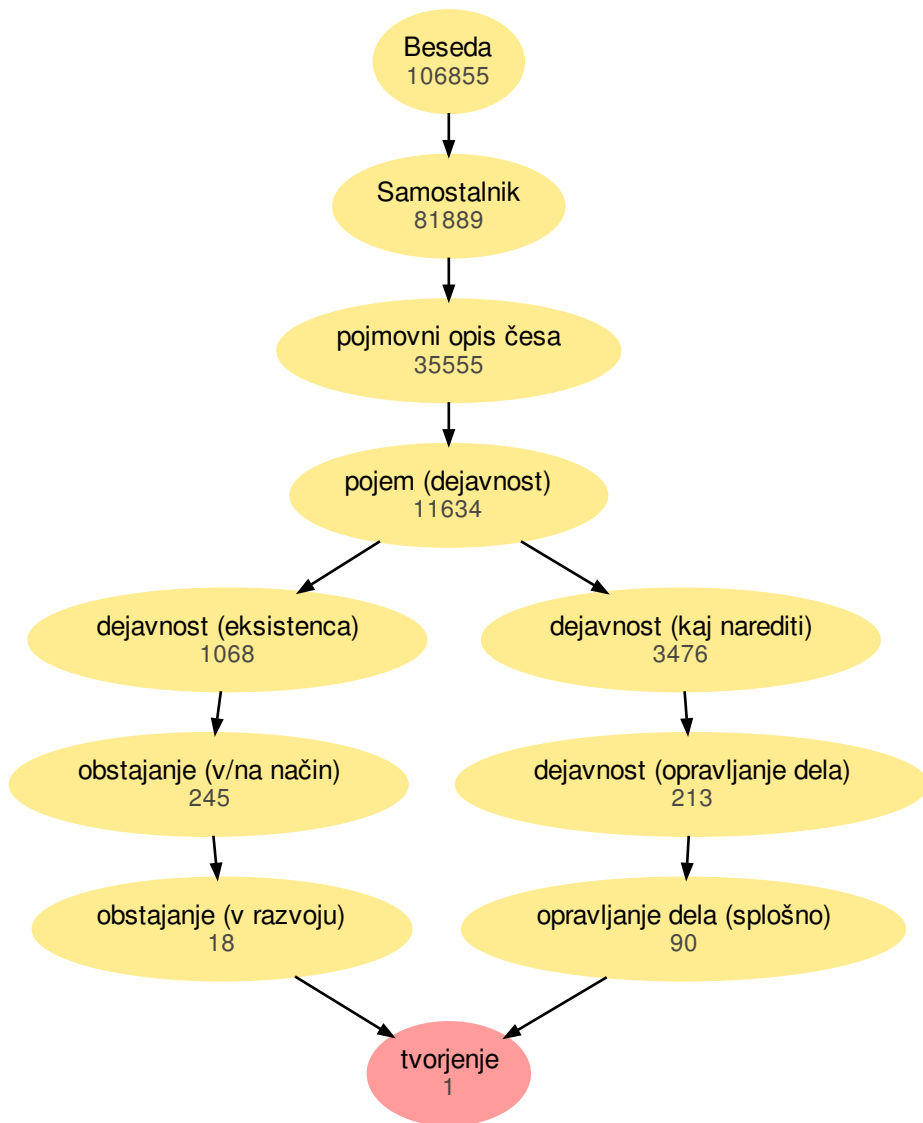 Beseda
106855
Samostalnik
81889
pojmovni opis česa
35555
pojem (dejavnost)
11634
dejavnost (eksistenca)
1068
dejavnost (kaj narediti)
3476
obstajanje (v/na način)
245
dejavnost (opravljanje dela)
213
obstajanje (v razvoju)
18
opravljanje dela (splošno)
90
tvorjenje
1